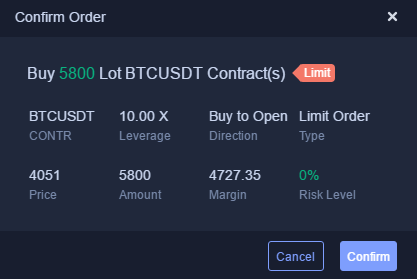 Confirm Order
Buy 5800 Lot BTCUSDT Contract(s) Limit
BTCUSDT 10.00 X Buy to Open Limit Order
CONTR Leverage Direction Type
4051 5800 4727.35 0%
Price Amount Margin Risk Level
Cancel Confirm